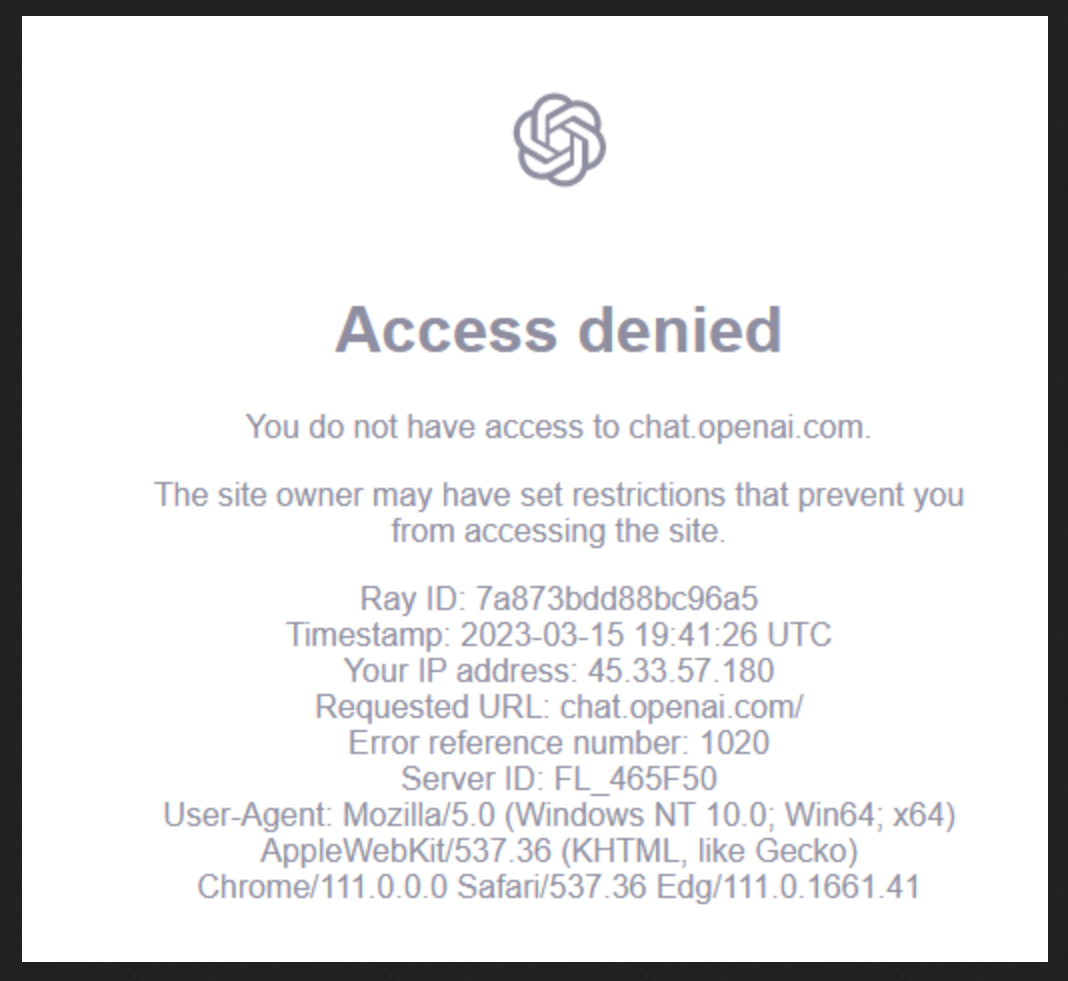 Access denied
You do not have access to chat.openai.com.
The site owner may have set restrictions that prevent you
from accessing the site.
Ray ID: 7a873bdd88bc96a5
Timestamp: 2023-03-15 19:41:26 UTC
Your IP address: 45.33.57.180
Requested URL: chat.openai.com/
Error reference number: 1020
Server ID: FL_465F50
User-Agent: Mozilla/5.0 (Windows NT 10.0; Win64; x64)
AppleWebKit/537.36 (KHTML, like Gecko)
Chrome/111.0.0.0 Safari/537.36 Edg/111.0.1661.41